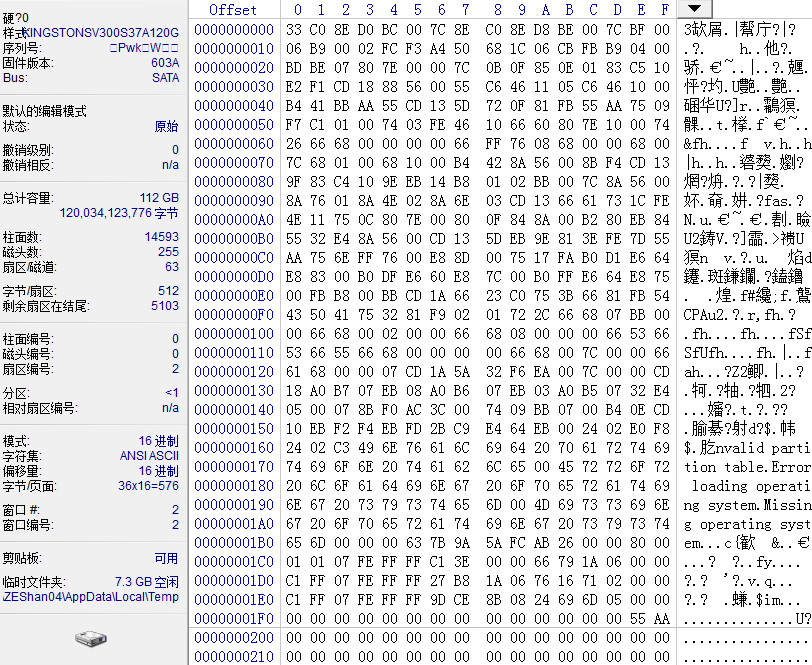 硬?0
样式KINGSTONSV300S37A120G
序列号: □Pwk□W□□
固件版本: 603A
Bus: SATA
默认的编辑模式
状态: 原始
撤销级别: 0
撤销相反: n/a
总计容量: 112 GB
120,034,123,776 字节
柱面数: 14593
磁头数: 255
扇区/磁道: 63
字节/扇区: 512
剩余扇区在结尾: 5103
柱面编号: 0
磁头编号: 0
扇区编号: 2
分区: <1
相对扇区编号: n/a
模式: 16 进制
字符集: ANSI ASCII
偏移量: 16 进制
字节/页面: 36x16=576
窗口 #: 2
窗口编号: 2
剪贴板: 可用
临时文件夹: 7.3 GB 空闲
ZEShan04\AppData\Local\Temp
Offset 0 1 2 3 4 5 6 7 8 9 A B C D E F
0000000000 33 C0 8E D0 BC 00 7C 8E C0 8E D8 BE 00 7C BF 00
0000000010 06 B9 00 02 FC F3 A4 50 68 1C 06 CB FB B9 04 00
0000000020 BD BE 07 80 7E 00 00 7C 0B 0F 85 0E 01 83 C5 10
0000000030 E2 F1 CD 18 88 56 00 55 C6 46 11 05 C6 46 10 00
0000000040 B4 41 BB AA 55 CD 13 5D 72 0F 81 FB 55 AA 75 09
0000000050 F7 C1 01 00 74 03 FE 46 10 66 60 80 7E 10 00 74
0000000060 26 66 68 00 00 00 00 66 FF 76 08 68 00 00 68 00
0000000070 7C 68 01 00 68 10 00 B4 42 8A 56 00 8B F4 CD 13
0000000080 9F 83 C4 10 9E EB 14 B8 01 02 BB 00 7C 8A 56 00
0000000090 8A 76 01 8A 4E 02 8A 6E 03 CD 13 66 61 73 1C FE
00000000A0 4E 11 75 0C 80 7E 00 80 0F 84 8A 00 B2 80 EB 84
00000000B0 55 32 E4 8A 56 00 CD 13 5D EB 9E 81 3E FE 7D 55
00000000C0 AA 75 6E FF 76 00 E8 8D 00 75 17 FA B0 D1 E6 64
00000000D0 E8 83 00 B0 DF E6 60 E8 7C 00 B0 FF E6 64 E8 75
00000000E0 00 FB B8 00 BB CD 1A 66 23 C0 75 3B 66 81 FB 54
00000000F0 43 50 41 75 32 81 F9 02 01 72 2C 66 68 07 BB 00 CPAu2.?.r,fh.?
0000000100 00 66 68 00 02 00 00 66 68 08 00 00 00 66 53 66 .fh....fh....fSf
0000000110 53 66 55 66 68 00 00 00 00 66 68 00 7C 00 00 66 SfUfh....fh.|..f
0000000120 61 68 00 00 07 CD 1A 5A 32 F6 EA 00 7C 00 00 CD
0000000130 18 A0 B7 07 EB 08 A0 B6 07 EB 03 A0 B5 07 32 E4
0000000140 05 00 07 8B F0 AC 3C 00 74 09 BB 07 00 B4 0E CD
0000000150 10 EB F2 F4 EB FD 2B C9 E4 64 EB 00 24 02 E0 F8
0000000160 24 02 C3 49 6E 76 61 6C 69 64 20 70 61 72 74 69 $.胣nvalid parti
0000000170 74 69 6F 6E 20 74 61 62 6C 65 00 45 72 72 6F 72 tion table.Error
0000000180 20 6C 6F 61 64 69 6E 67 20 6F 70 65 72 61 74 69 loading operati
0000000190 6E 67 20 73 79 73 74 65 6D 00 4D 69 73 73 69 6E ng system.Missin
00000001A0 67 20 6F 70 65 72 61 74 69 6E 67 20 73 79 73 74 g operating syst
00000001B0 65 6D 00 00 00 63 7B 9A 5A FC AB 26 00 00 80 00
00000001C0 01 01 07 FE FF FF C1 3E 00 00 66 79 1A 06 00 00
00000001D0 C1 FF 07 FE FF FF 27 B8 1A 06 76 16 71 02 00 00
00000001E0 C1 FF 07 FE FF FF 9D CE 8B 08 24 69 6D 05 00 00
00000001F0 00 00 00 00 00 00 00 00 00 00 00 00 00 00 55 AA ..............U?
0000000200 00 00 00 00 00 00 00 00 00 00 00 00 00 00 00 00 ................
0000000210 00 00 00 00 00 00 00 00 00 00 00 00 00 00 00 00 ................